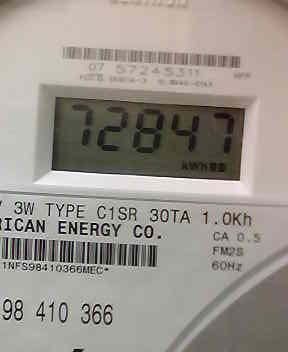 07 57245311
72847
kWh
V 3W TYPE C1SR 30TA 1.0Kh
RICAN ENERGY CO. CA 0.5
FM2S
1NFS98410366MEC* 60Hz
98 410 366